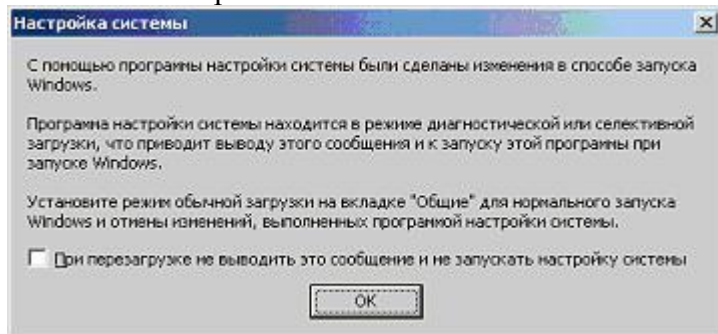 Настройка системы
С помощью программы настройки системы были сделаны изменения в способе запуска
Windows.
Программа настройки системы находится в режиме диагностической или селективной
загрузки, что приводит выводу этого сообщения и к запуску этой программы при
запуске Windows.
Установите режим обычной загрузки на вкладке "Общие" для нормального запуска
Windows и отмены изменений, выполненных программой настройки системы.
При перезагрузке не выводить это сообщение и не запускать настройку системы
OK